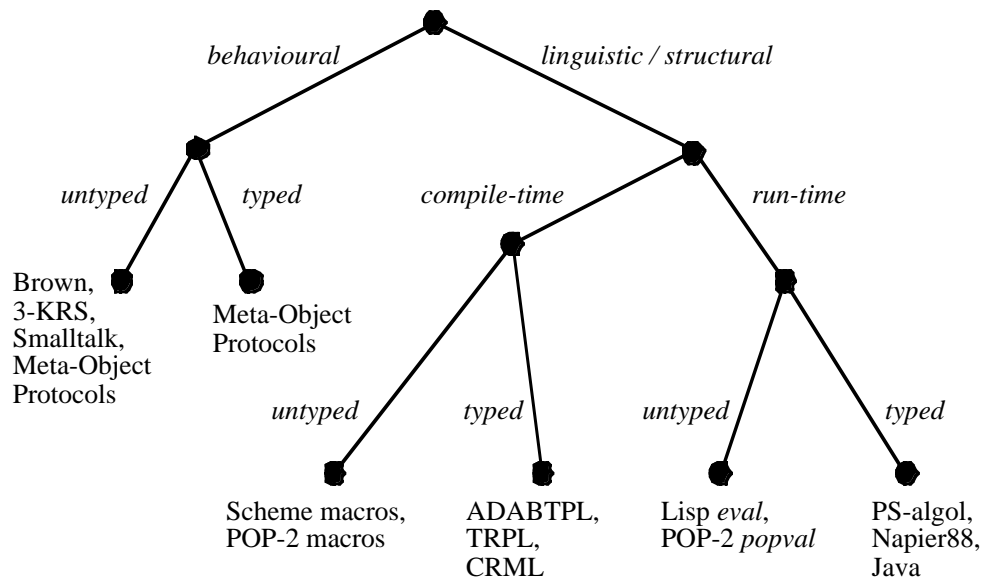 behavioural
linguistic / structural
untyped
typed
compile-time
run-time
Brown,
3-KRS,
Smalltalk,
Meta-Object
Protocols
Meta-Object
Protocols
untyped
typed
untyped
typed
Scheme macros,
POP-2 macros
ADABTPL,
TRPL,
CRML
Lisp eval,
POP-2 popval
PS-algol,
Napier88,
Java